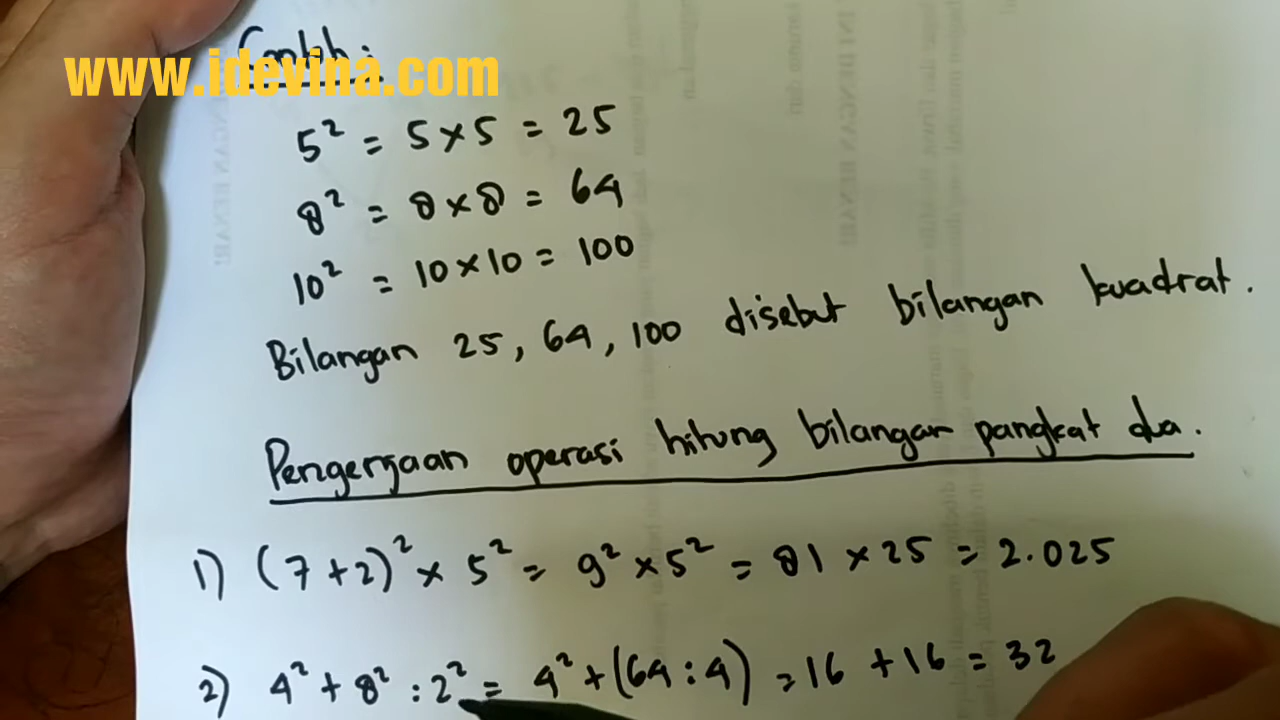 Contoh:
www.idevina.com
5² = 5 × 5 = 25
8² = 8 × 8 = 64
10² = 10 × 10 = 100
Bilangan 25, 64, 100 disebut bilangan kuadrat.
Pengerjaan operasi hitung bilangan pangkat dua.
1) (7 + 2)² × 5² = 9² × 5² = 81 × 25 = 2.025
2) 4² + 8² : 2² = 4² + (64 : 4) = 16 + 16 = 32